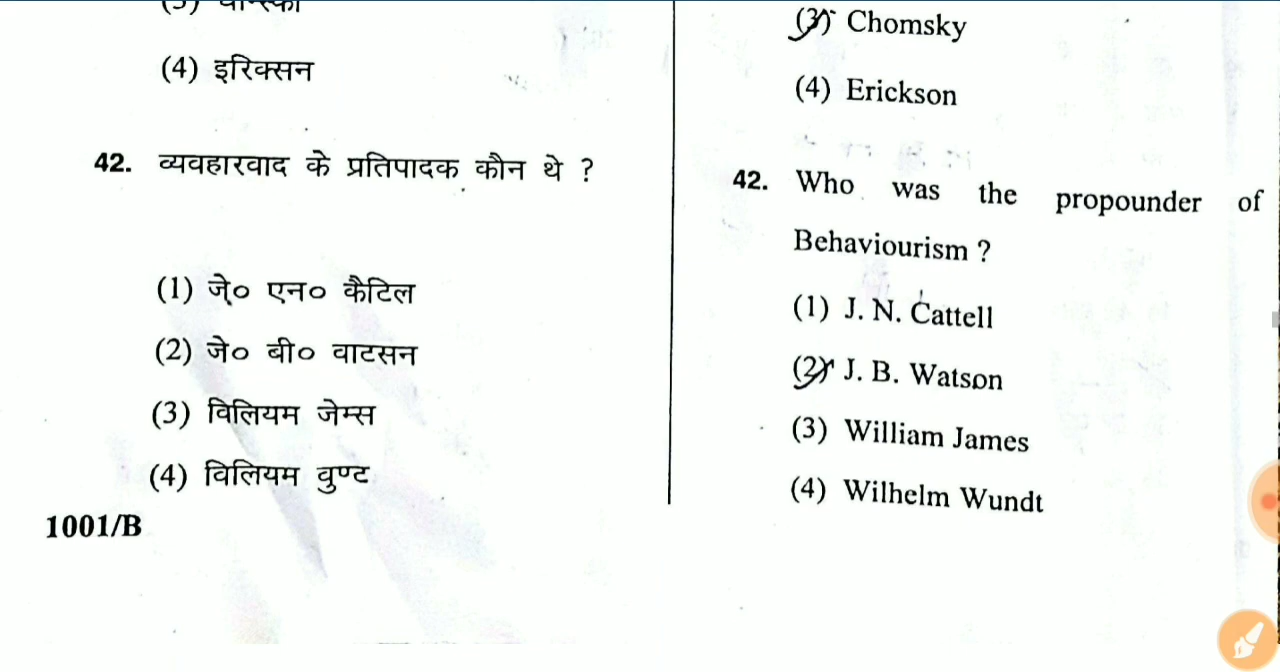 (4) इरिक्सन
42. व्यवहारवाद के प्रतिपादक कौन थे ?
(1) जे० एन० कैटिल
(2) जे० बी० वाटसन
(3) विलियम जेम्स
(4) विलियम वुण्ट
1001/B
(3) Chomsky
(4) Erickson
42. Who was the propounder of
Behaviourism ?
(1) J. N. Cattell
(2) J. B. Watson
(3) William James
(4) Wilhelm Wundt